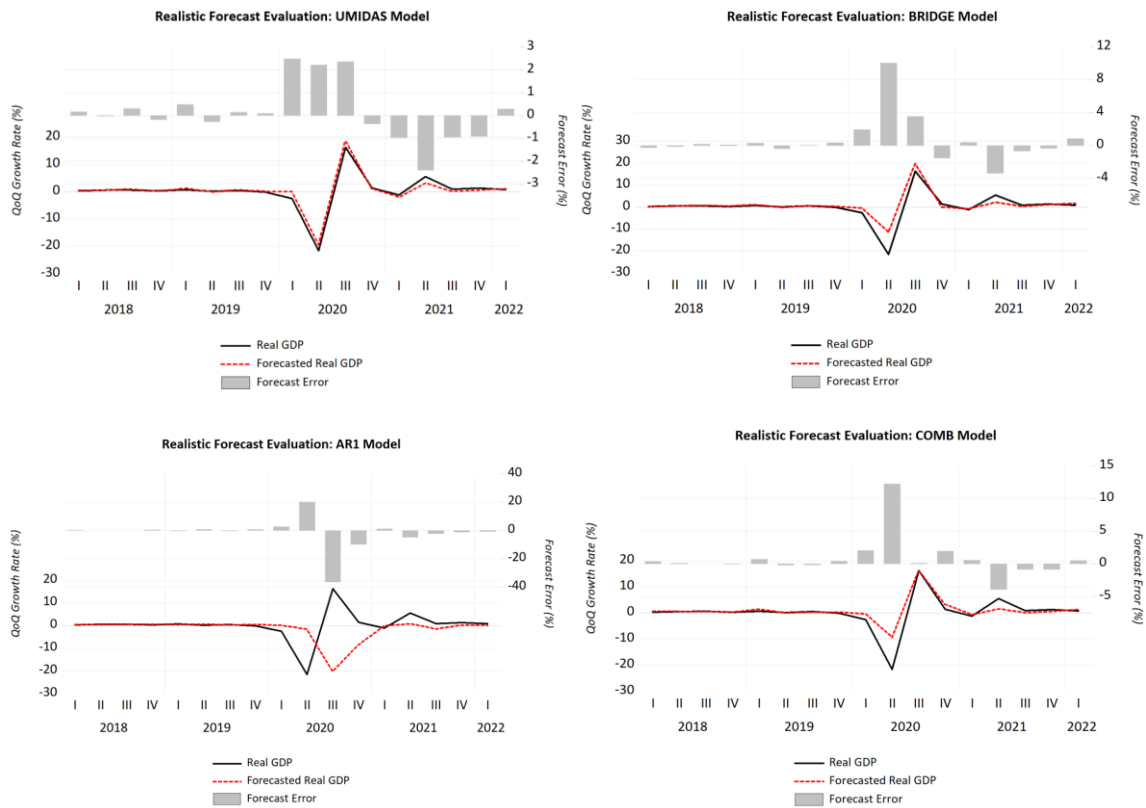 Realistic Forecast Evaluation: UMIDAS Model
QoQ Growth Rate (%)
20
10
0
-10
-20
-30
3
2
1
0
-1
-2
-3
Forecast Error (%)
I II III IV I II III IV I II III IV I II III IV I
2018 2019 2020 2021 2022
Real GDP
Forecasted Real GDP
Forecast Error
Realistic Forecast Evaluation: BRIDGE Model
QoQ Growth Rate (%)
30
20
10
0
-10
-20
-30
12
8
4
0
-4
Forecast Error (%)
I II III IV I II III IV I II III IV I II III IV I
2018 2019 2020 2021 2022
Real GDP
Forecasted Real GDP
Forecast Error
Realistic Forecast Evaluation: AR1 Model
QoQ Growth Rate (%)
20
10
0
-10
-20
-30
40
20
0
-20
-40
Forecast Error (%)
I II III IV I II III IV I II III IV I II III IV I
2018 2019 2020 2021 2022
Real GDP
Forecasted Real GDP
Forecast Error
Realistic Forecast Evaluation: COMB Model
QoQ Growth Rate (%)
20
10
0
-10
-20
-30
15
10
5
0
-5
Forecast Error (%)
I II III IV I II III IV I II III IV I II III IV I
2018 2019 2020 2021 2022
Real GDP
Forecasted Real GDP
Forecast Error